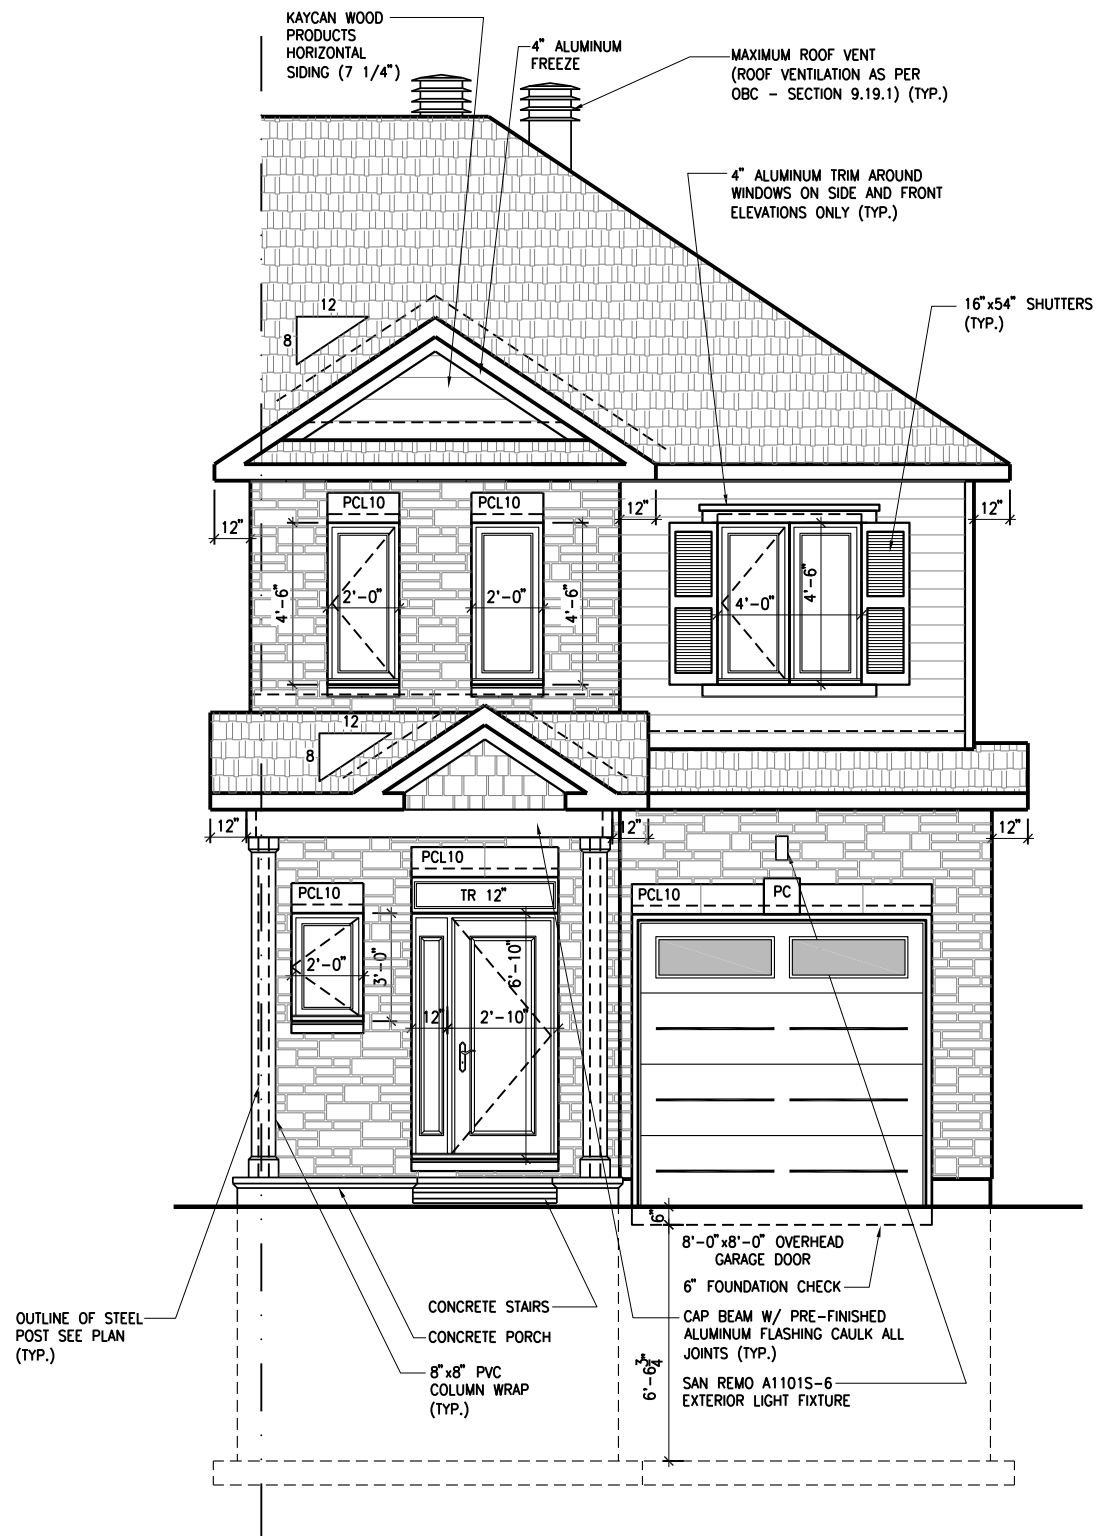 KAYCAN WOOD
PRODUCTS
HORIZONTAL
SIDING (7 1/4")
4" ALUMINUM
FREEZE
MAXIMUM ROOF VENT
(ROOF VENTILATION AS PER
OBC - SECTION 9.19.1) (TYP.)
4" ALUMINUM TRIM AROUND
WINDOWS ON SIDE AND FRONT
ELEVATIONS ONLY (TYP.)
16"x54" SHUTTERS
(TYP.)
12
8
PCL10
PCL10
12"
12"
12"
4'-6"
2'-0"
2'-0"
4'-6"
4'-0"
4'-6"
12
8
12"
12"
12"
PCL10
TR 12"
PCL10
PCL10
PC
2'-0"
3'-0"
6'-10"
12"
2'-10"
6"
8'-0"x8'-0" OVERHEAD
GARAGE DOOR
6" FOUNDATION CHECK
CAP BEAM W/ PRE-FINISHED
ALUMINUM FLASHING CAULK ALL
JOINTS (TYP.)
SAN REMO A1101S-6
EXTERIOR LIGHT FIXTURE
6'-6 3/4
CONCRETE STAIRS
CONCRETE PORCH
8"x8" PVC
COLUMN WRAP
(TYP.)
OUTLINE OF STEEL
POST SEE PLAN
(TYP.)